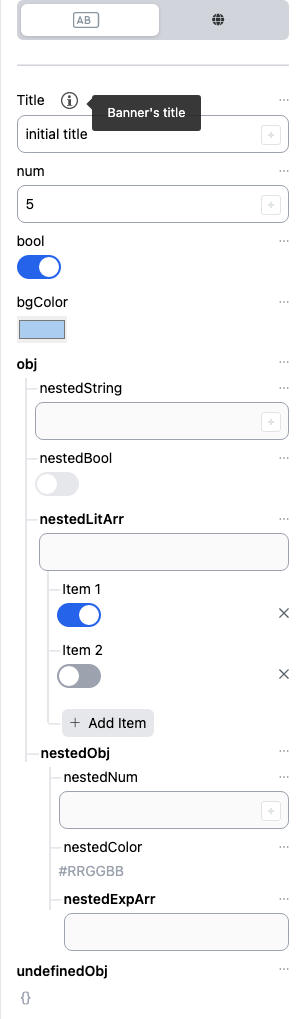 AB
Title
Banner's title
initial title
num
5
bool
bgColor
obj
nestedString
nestedBool
nestedLitArr
Item 1
Item 2
+ Add Item
nestedObj
nestedNum
nestedColor
#RRGGBB
nestedExpArr
undefinedObj
{}